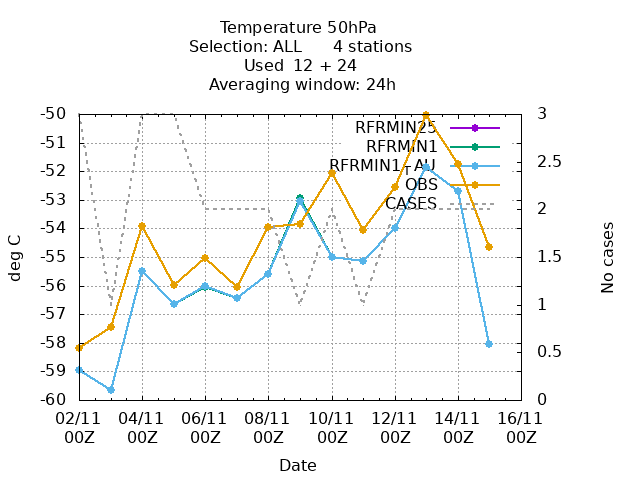 Temperature 50hPa
Selection: ALL 4 stations
Used 12 + 24
Averaging window: 24h
-50
-51
-52
-53
-54
-55
-56
-57
-58
-59
-60
deg C
RFRMIN25
RFRMIN1
RFRMIN1_AU
OBS
CASES
3
2.5
2
1.5
1
0.5
0
No cases
02/11 04/11 06/11 08/11 10/11 12/11 14/11 16/11
00Z 00Z 00Z 00Z 00Z 00Z 00Z 00Z
Date